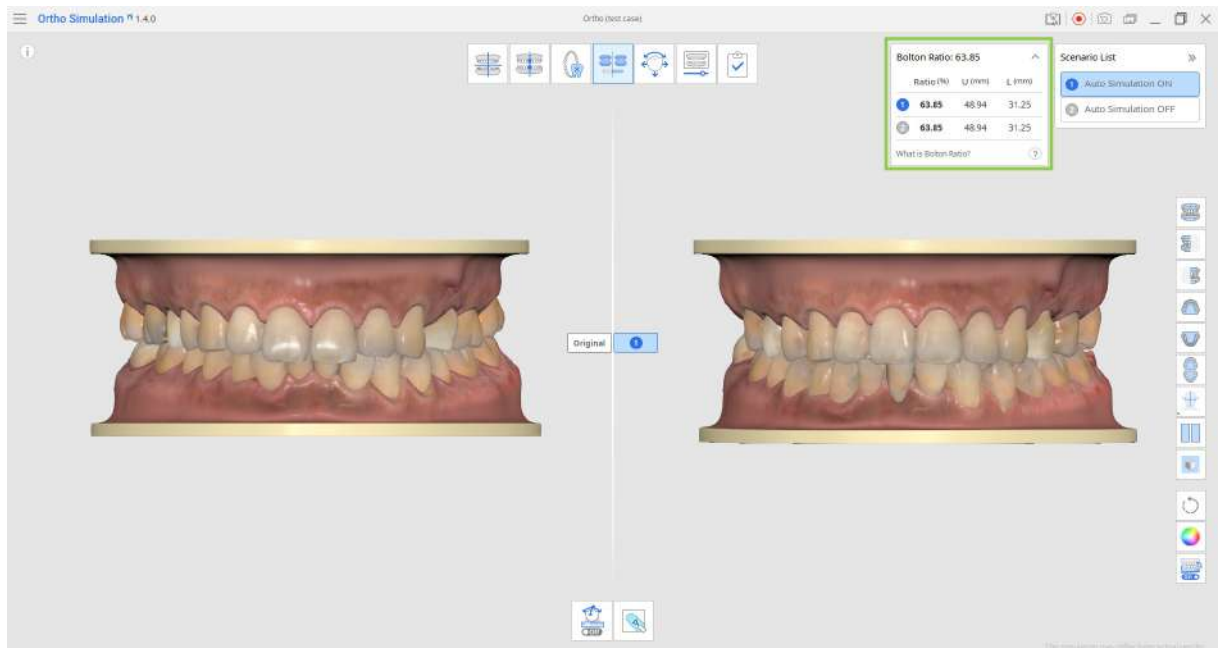 Ortho Simulation 1.4.0
Ortho (test case)
Bolton Ratio: 63.85
Ratio (%) U (mm) L (mm)
1 63.85 48.94 31.25
2 63.85 48.94 31.25
What is Bolton Ratio? ?
Scenario List
1 Auto Simulation ON
2 Auto Simulation OFF
Original 1
Off